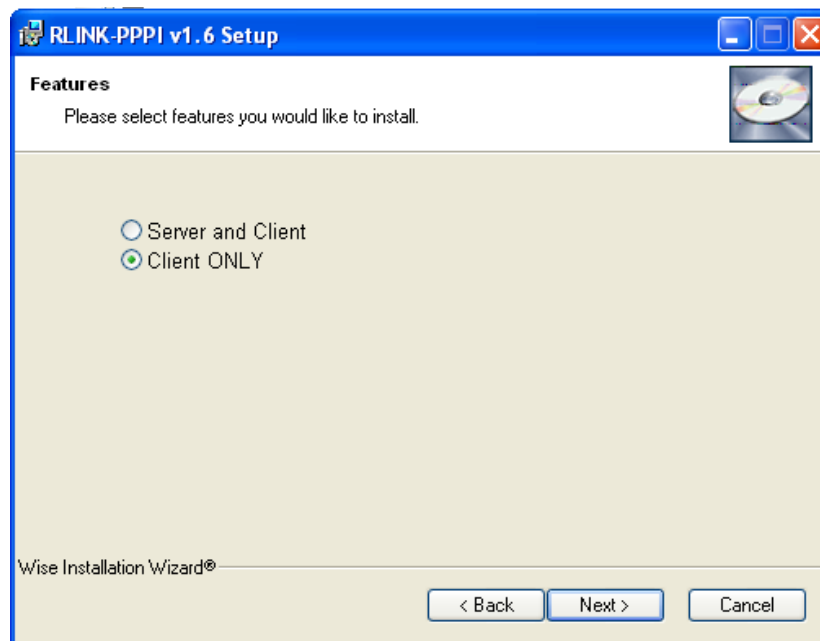 RLINK-PPPI v1.6 Setup
Features
Please select features you would like to install.
Server and Client
Client ONLY
Wise Installation Wizard®
< Back Next > Cancel